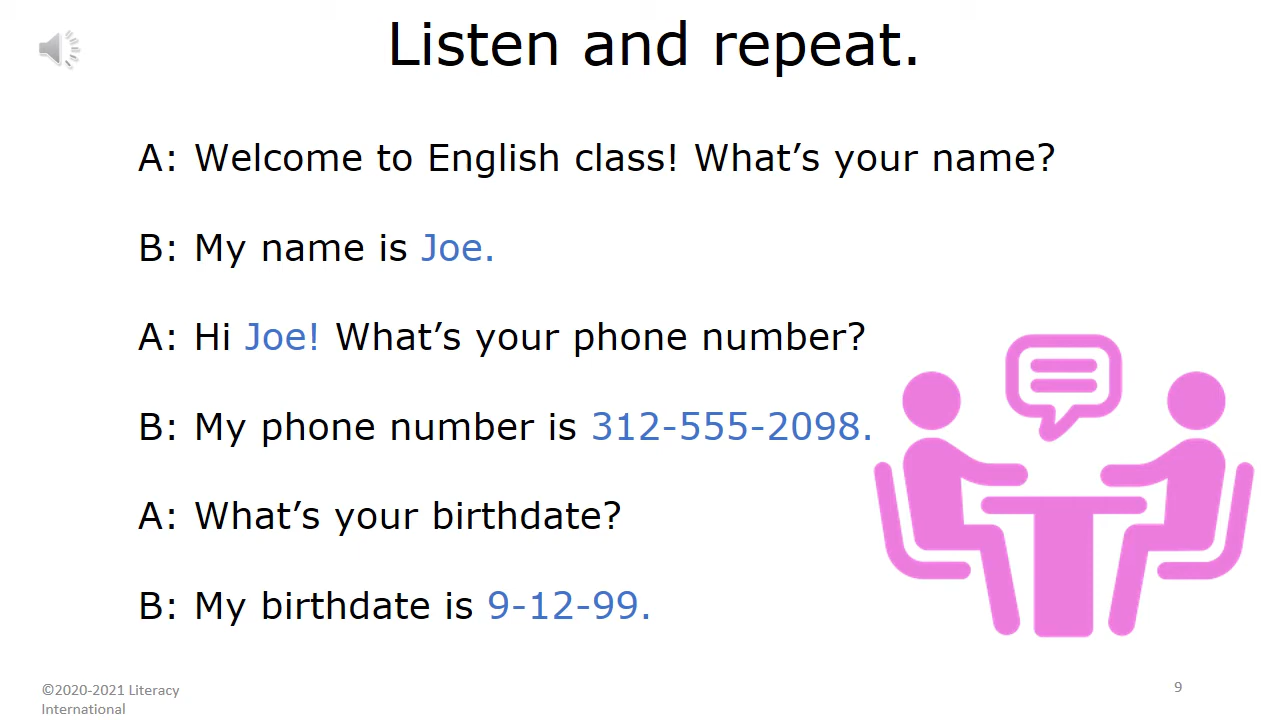 Listen and repeat.
A: Welcome to English class! What’s your name?
B: My name is Joe.
A: Hi Joe! What’s your phone number?
B: My phone number is 312-555-2098.
A: What’s your birthdate?
B: My birthdate is 9-12-99.
©2020-2021 Literacy
International
9